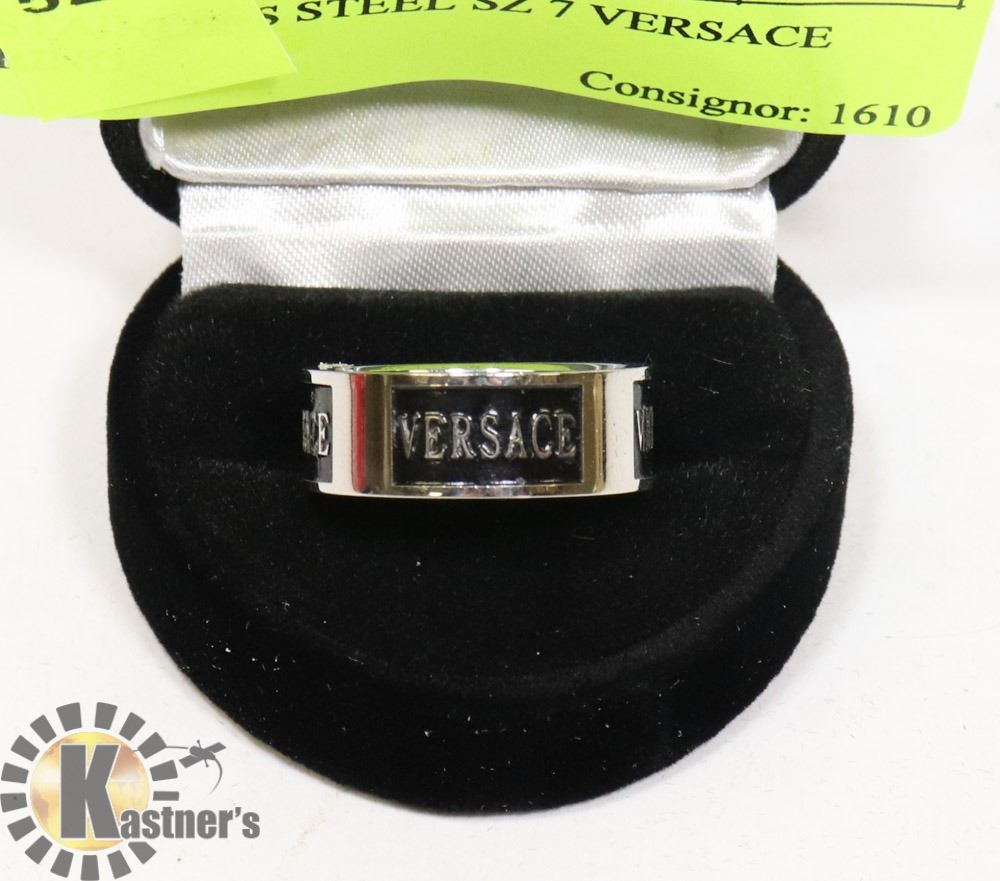 S STEEL SZ 7 VERSACE
Consignor: 1610
VERSACE
Kastner's